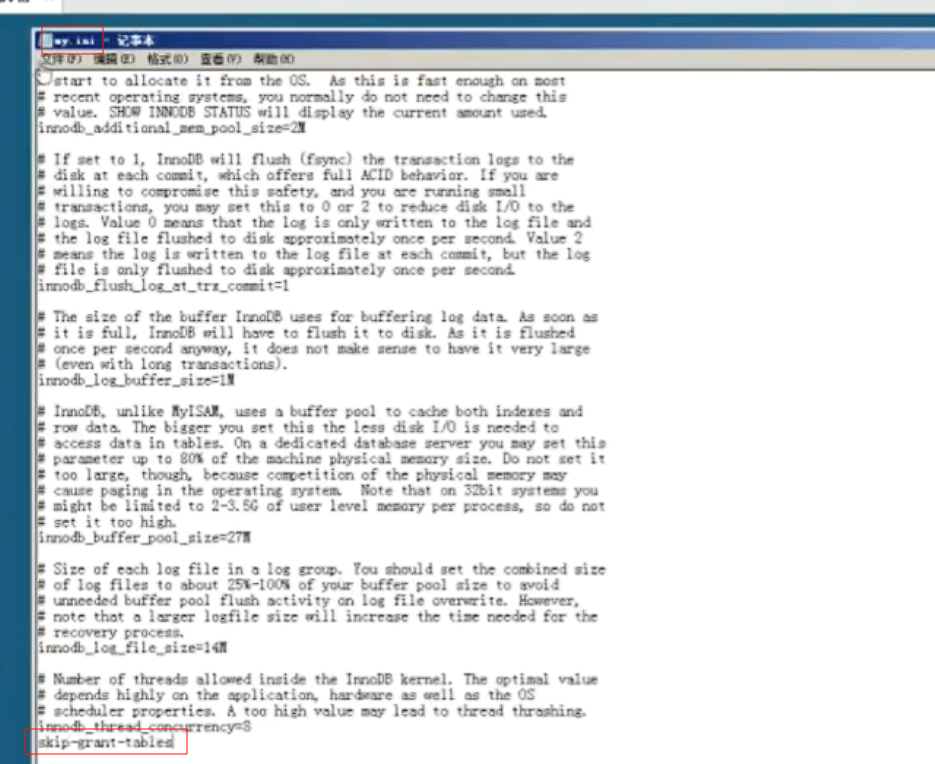 my.ini - 记事本
文件(F) 编辑(E) 格式(O) 查看(V) 帮助(H)
start to allocate it from the OS.  As this is fast enough on most
# recent operating systems, you normally do not need to change this
# value. SHOW INNODB STATUS will display the current amount used.
innodb_additional_mem_pool_size=2M
# If set to 1, InnoDB will flush (fsync) the transaction logs to the
# disk at each commit, which offers full ACID behavior. If you are
# willing to compromise this safety, and you are running small
# transactions, you may set this to 0 or 2 to reduce disk I/O to the
# logs. Value 0 means that the log is only written to the log file and
# the log file flushed to disk approximately once per second. Value 2
# means the log is written to the log file at each commit, but the log
# file is only flushed to disk approximately once per second.
innodb_flush_log_at_trx_commit=1
# The size of the buffer InnoDB uses for buffering log data. As soon as
# it is full, InnoDB will have to flush it to disk. As it is flushed
# once per second anyway, it does not make sense to have it very large
# (even with long transactions).
innodb_log_buffer_size=1M
# InnoDB, unlike MyISAM, uses a buffer pool to cache both indexes and
# row data. The bigger you set this the less disk I/O is needed to
# access data in tables. On a dedicated database server you may set this
# parameter up to 80% of the machine physical memory size. Do not set it
# too large, though, because competition of the physical memory may
# cause paging in the operating system.  Note that on 32bit systems you
# might be limited to 2-3.5G of user level memory per process, so do not
# set it too high.
innodb_buffer_pool_size=27M
# Size of each log file in a log group. You should set the combined size
# of log files to about 25%-100% of your buffer pool size to avoid
# unneeded buffer pool flush activity on log file overwrite. However,
# note that a larger logfile size will increase the time needed for the
# recovery process.
innodb_log_file_size=14M
# Number of threads allowed inside the InnoDB kernel. The optimal value
# depends highly on the application, hardware as well as the OS
# scheduler properties. A too high value may lead to thread thrashing.
innodb_thread_concurrency=8
skip-grant-tables